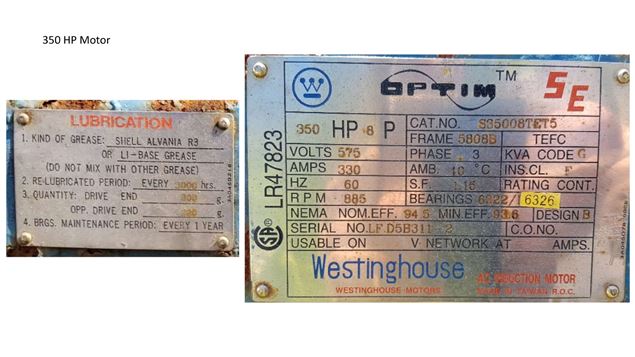 350 HP Motor
LUBRICATION
1. KIND OF GREASE: SHELL ALVANIA R3
OR LI-BASE GREASE
(DO NOT MIX WITH OTHER GREASE)
2. RE-LUBRICATED PERIOD: EVERY 3000 hrs.
3. QUANTITY: DRIVE END g.
OPP. DRIVE END g.
4. BRGS. MAINTENANCE PERIOD: EVERY 1 YEAR
OPTIM TM SE
350 HP 8 P CAT.NO. S35008TET5
FRAME 5808B TEFC
VOLTS 575 PHASE 3 KVA CODE G
AMPS 330 AMB. °C INS.CL. F
HZ 60 S.F. 1.15 RATING CONT.
RPM 885 BEARINGS 6322/6326
NEMA NOM.EFF. 94.5 MIN.EFF. 93.6 DESIGN B
SERIAL NO. C.O.NO.
USABLE ON V NETWORK AT AMPS.
LR47823
Westinghouse
WESTINGHOUSE MOTORS
AC INDUCTION MOTOR
MADE IN TAIWAN R.O.C.